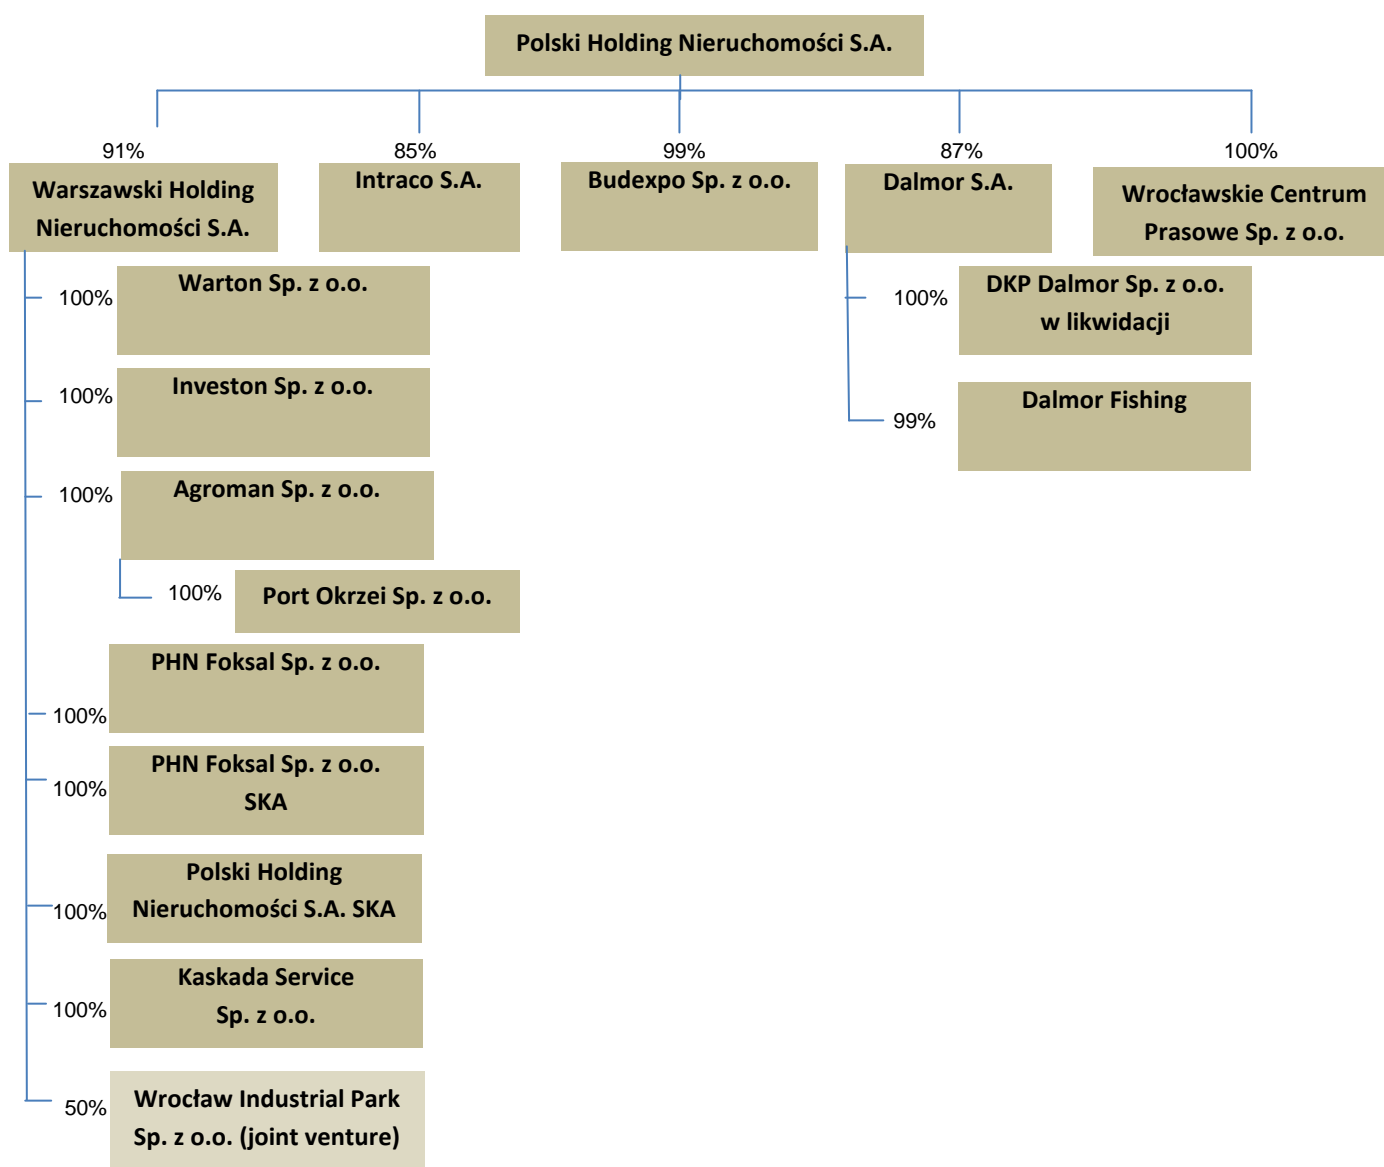 Polski Holding Nieruchomości S.A.
91%
85%
99%
87%
100%
Warszawski Holding
Nieruchomości S.A.
Intraco S.A.
Budexpo Sp. z o.o.
Dalmor S.A.
Wrocławskie Centrum
Prasowe Sp. z o.o.
100%
Warton Sp. z o.o.
100%
DKP Dalmor Sp. z o.o.
w likwidacji
100%
Investon Sp. z o.o.
99%
Dalmor Fishing
100%
Agroman Sp. z o.o.
100%
Port Okrzei Sp. z o.o.
100%
PHN Foksal Sp. z o.o.
100%
PHN Foksal Sp. z o.o.
SKA
100%
Polski Holding
Nieruchomości S.A. SKA
100%
Kaskada Service
Sp. z o.o.
50%
Wrocław Industrial Park
Sp. z o.o. (joint venture)